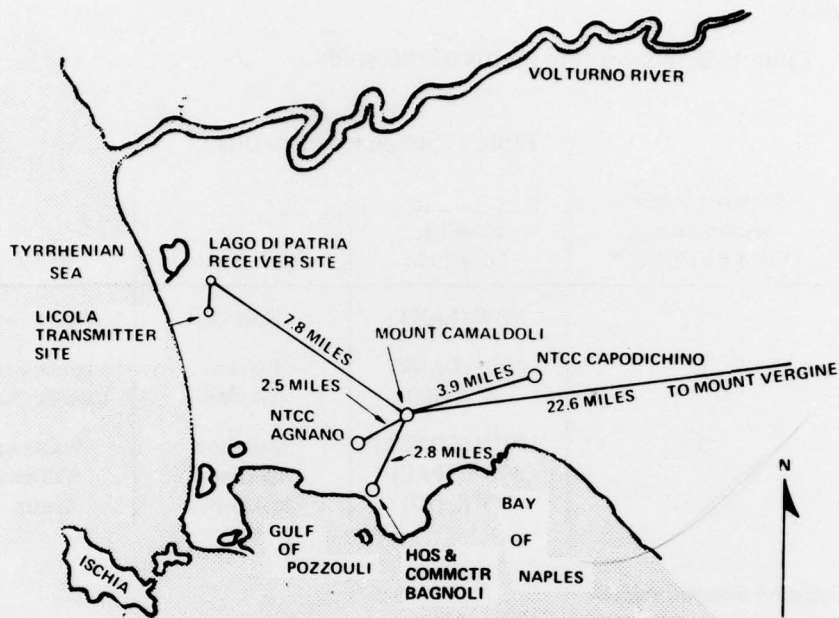 VOLTURNO RIVER
TYRRHENIAN
SEA
LAGO DI PATRIA
RECEIVER SITE
LICOLA
TRANSMITTER
SITE
7.8 MILES
MOUNT CAMALDOLI
NTCC CAPODICHINO
3.9 MILES
22.6 MILES
TO MOUNT VERGINE
2.5 MILES
NTCC
AGNANO
2.8 MILES
N
GULF
OF
POZZOULI
HQS &
COMMCTR
BAGNOLI
BAY
OF
NAPLES
ISCHIA